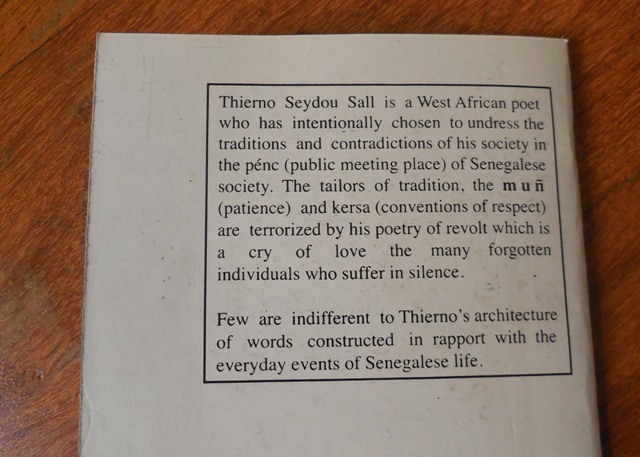 Thierno Seydou Sall is a West African poet
who has intentionally chosen to undress the
traditions and contradictions of his society in
the pénc (public meeting place) of Senegalese
society. The tailors of tradition, the muñ
(patience) and kersa (conventions of respect)
are terrorized by his poetry of revolt which is
a cry of love the many forgotten
individuals who suffer in silence.
Few are indifferent to Thierno's architecture
of words constructed in rapport with the
everyday events of Senegalese life.